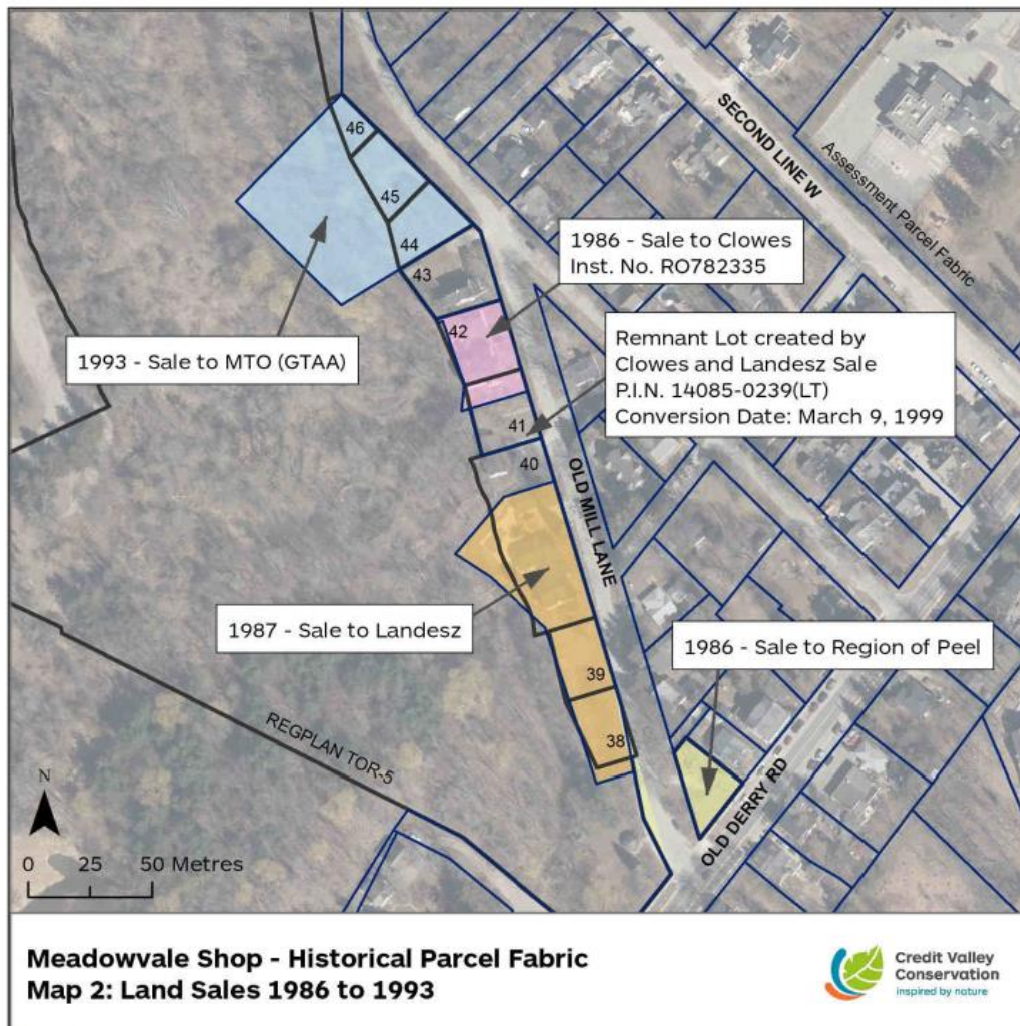 SECOND LINE W
Assessment Parcel Fabric
46
45
44
43
42
41
40
39
38
1986 - Sale to Clowes
Inst. No. RO782335
1993 - Sale to MTO (GTAA)
Remnant Lot created by
Clowes and Landesz Sale
P.I.N. 14085-0239(LT)
Conversion Date: March 9, 1999
OLD MILL LANE
1987 - Sale to Landesz
1986 - Sale to Region of Peel
REGPLAN TOR-5
OLD DERRY RD
N
0 25 50 Metres
Meadowvale Shop - Historical Parcel Fabric
Map 2: Land Sales 1986 to 1993
Credit Valley
Conservation
inspired by nature